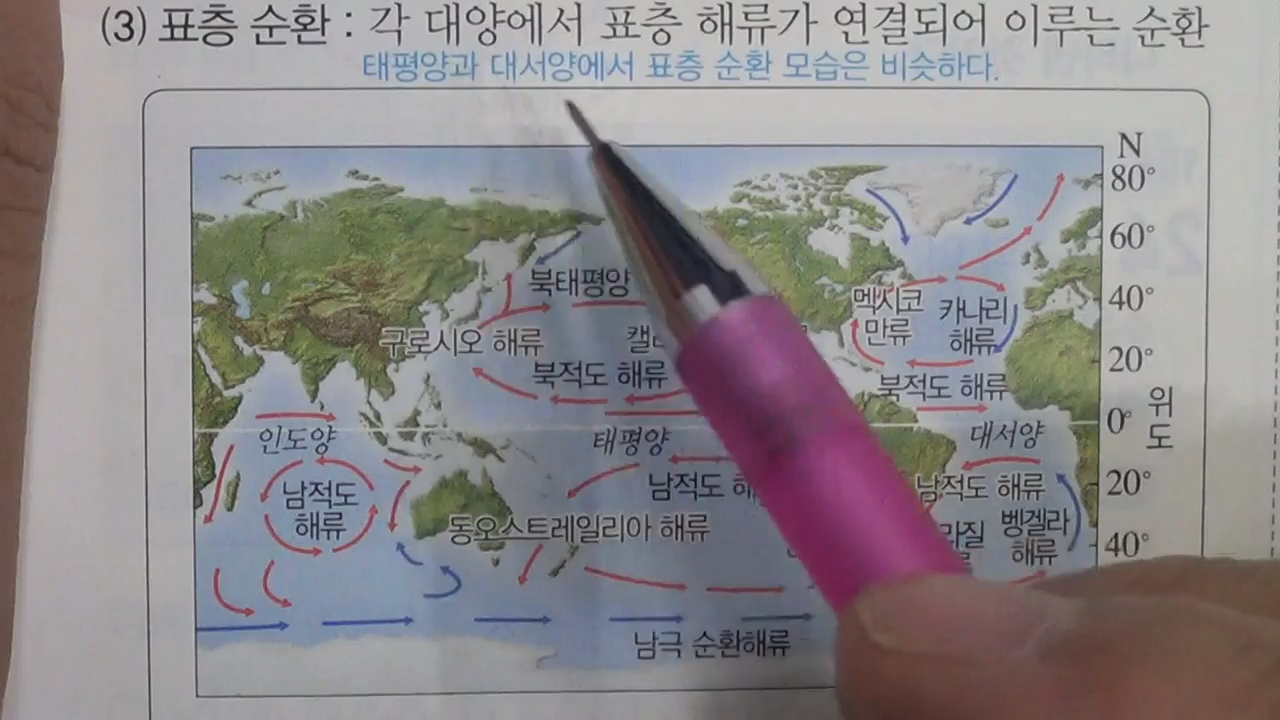 (3) 표층 순환 : 각 대양에서 표층 해류가 연결되어 이루는 순환
태평양과 대서양에서 표층 순환 모습은 비슷하다.
N
80°
60°
북태평양
40°
멕시코
만류
카나리
해류
구로시오 해류
20°
북적도 해류
북적도 해류
위
도
0°
인도양
태평양
대서양
20°
남적도
해류
남적도
남적도 해류
동오스트레일리아 해류
벵겔라
해류
40°
남극 순환해류